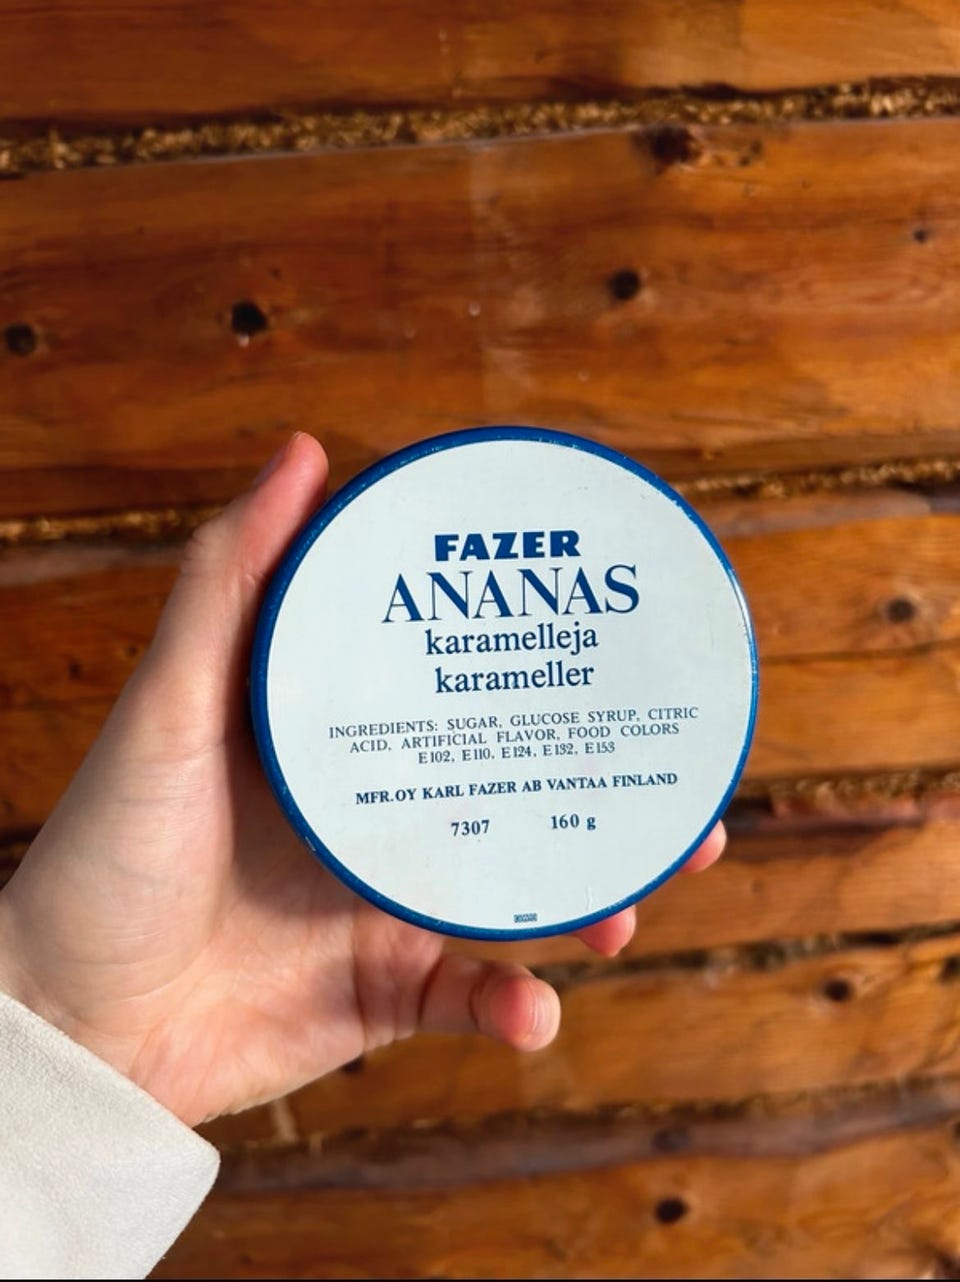 FAZER
ANANAS
karamelleja
karameller
INGREDIENTS: SUGAR, GLUCOSE SYRUP, CITRIC
ACID, ARTIFICIAL FLAVOR, FOOD COLORS
E102, E110, E124, E132, E153
MFR.OY KARL FAZER AB VANTAA FINLAND
7307 160 g